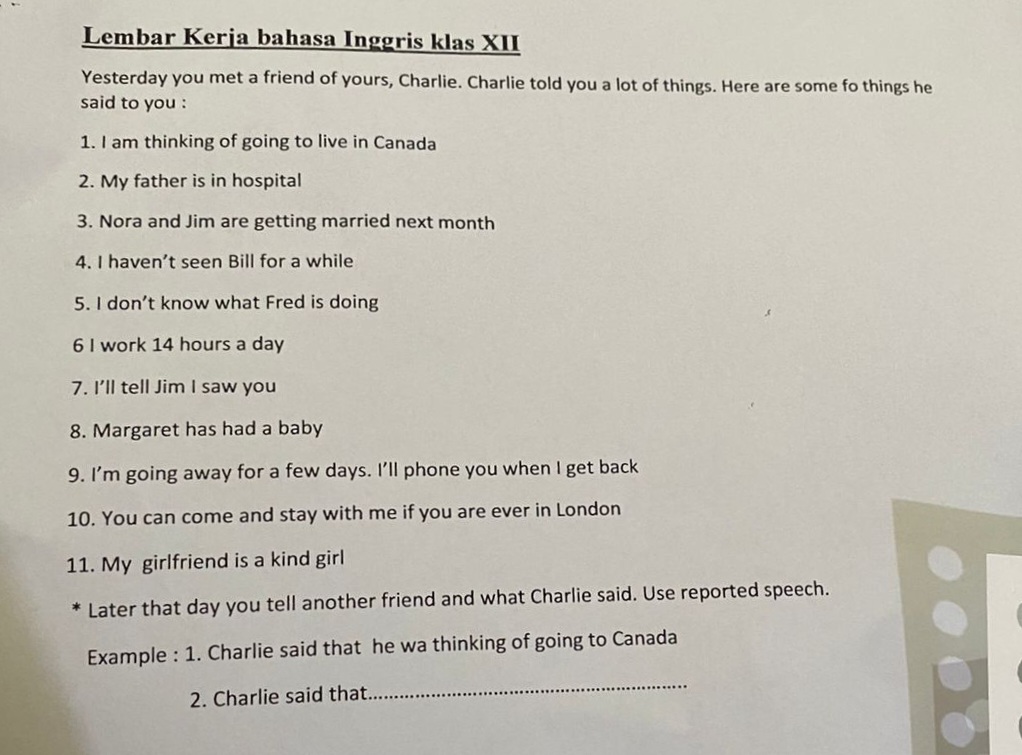 Lembar Kerja bahasa Inggris klas XII
Yesterday you met a friend of yours, Charlie. Charlie told you a lot of things. Here are some fo things he
said to you :
1. I am thinking of going to live in Canada
2. My father is in hospital
3. Nora and Jim are getting married next month
4. I haven't seen Bill for a while
5. I don't know what Fred is doing
6 I work 14 hours a day
7. I'll tell Jim I saw you
8. Margaret has had a baby
9. I'm going away for a few days. I'll phone you when I get back
10. You can come and stay with me if you are ever in London
11. My girlfriend is a kind girl
* Later that day you tell another friend and what Charlie said. Use reported speech.
Example : 1. Charlie said that he wa thinking of going to Canada
2. Charlie said that...............................................................